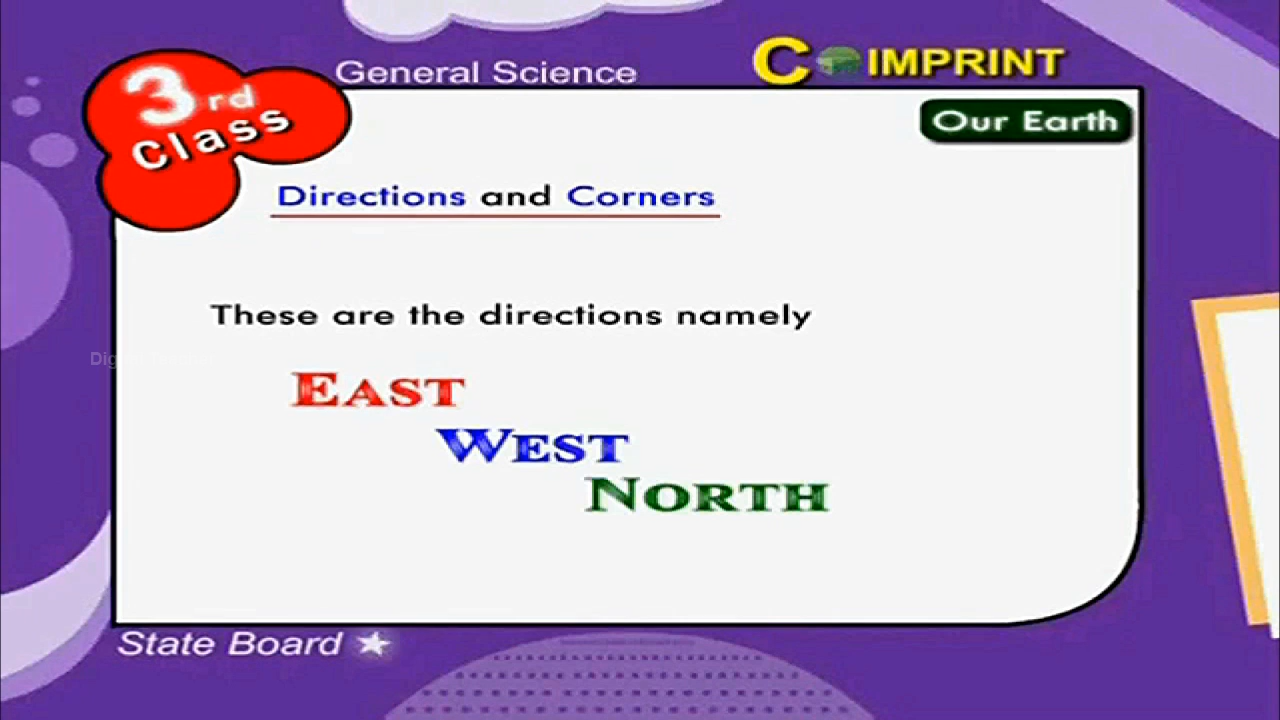 General Science
C IMPRINT
3rd
Class
Our Earth
Directions and Corners
These are the directions namely
EAST
WEST
NORTH
State Board